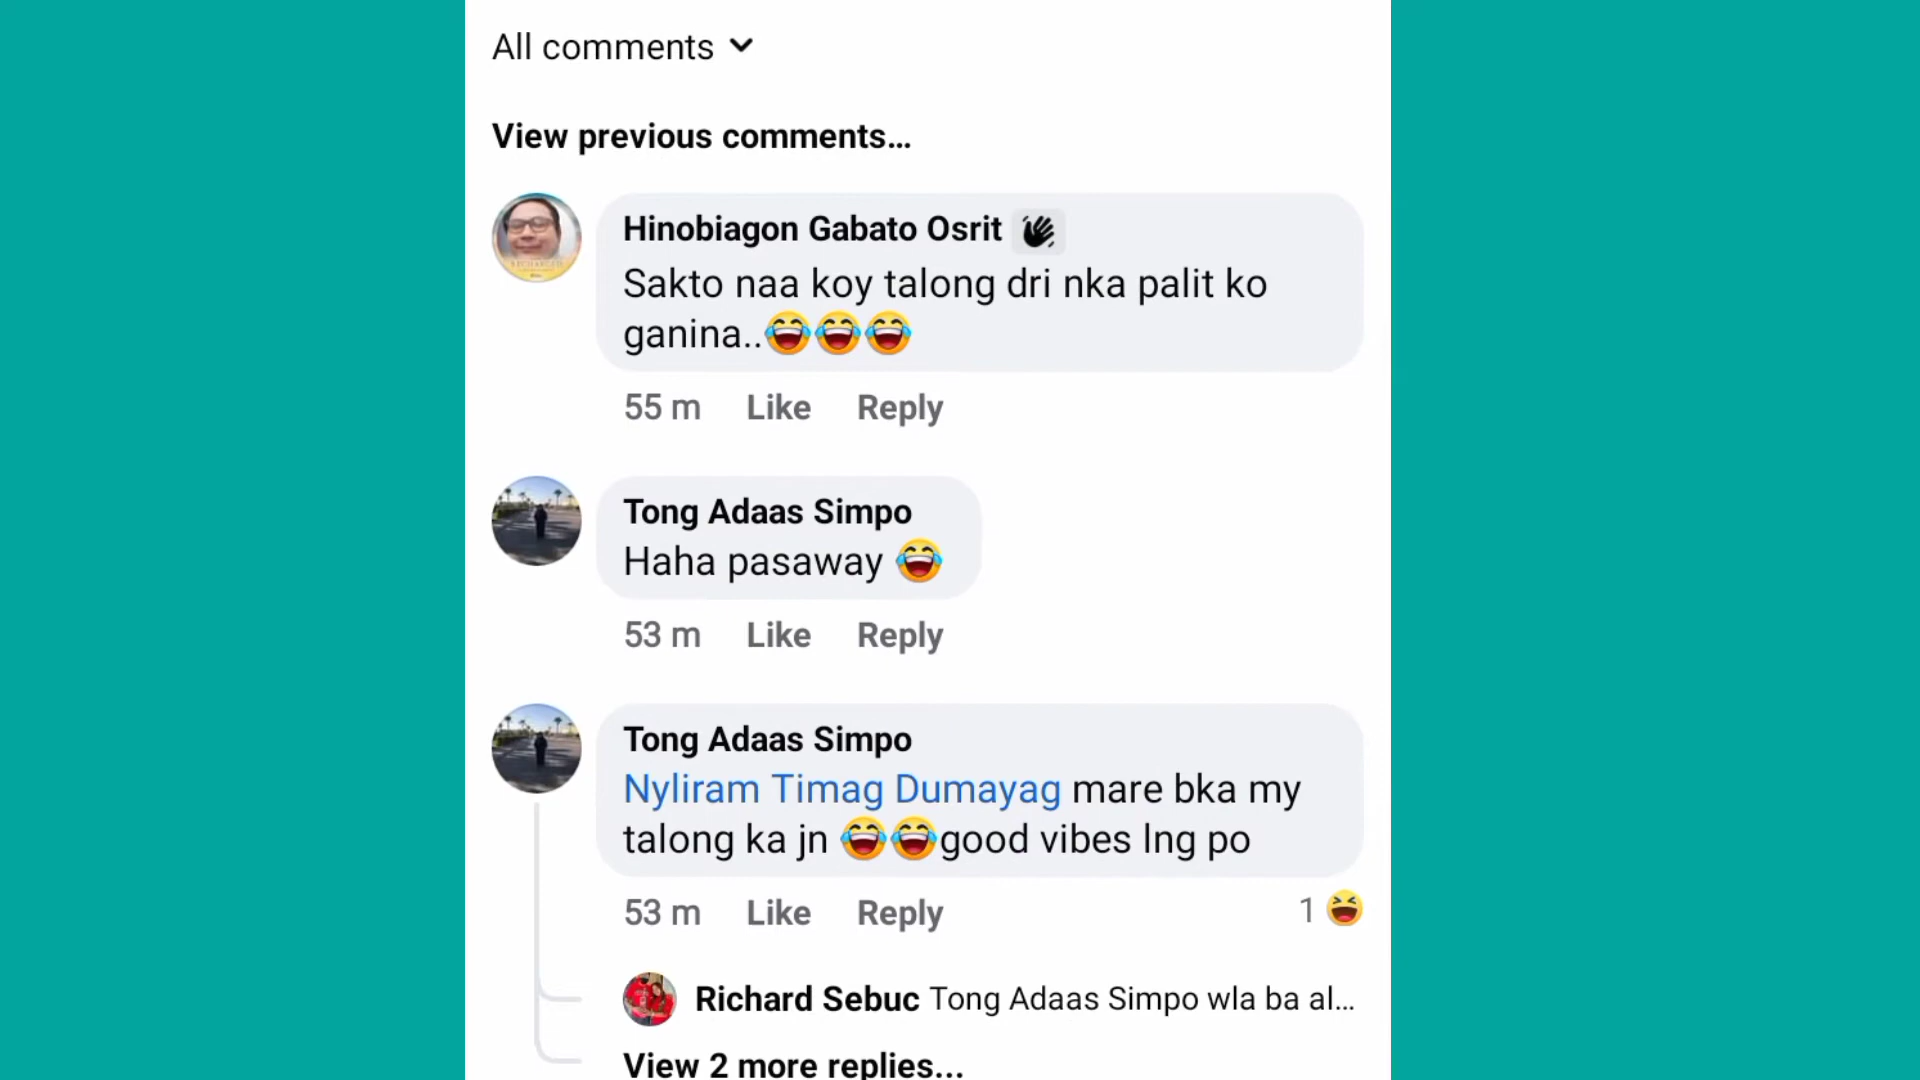 All comments
View previous comments...
Hinobiagon Gabato Osrit 👋
Sakto naa koy talong dri nka palit ko
ganina..😂😂😂
55 m Like Reply
Tong Adaas Simpo
Haha pasaway 😂
53 m Like Reply
Tong Adaas Simpo
Nyliram Timag Dumayag mare bka my
talong ka jn 😂😂good vibes lng po
53 m Like Reply 1 😆
Richard Sebuc Tong Adaas Simpo wla ba al...
View 2 more replies...